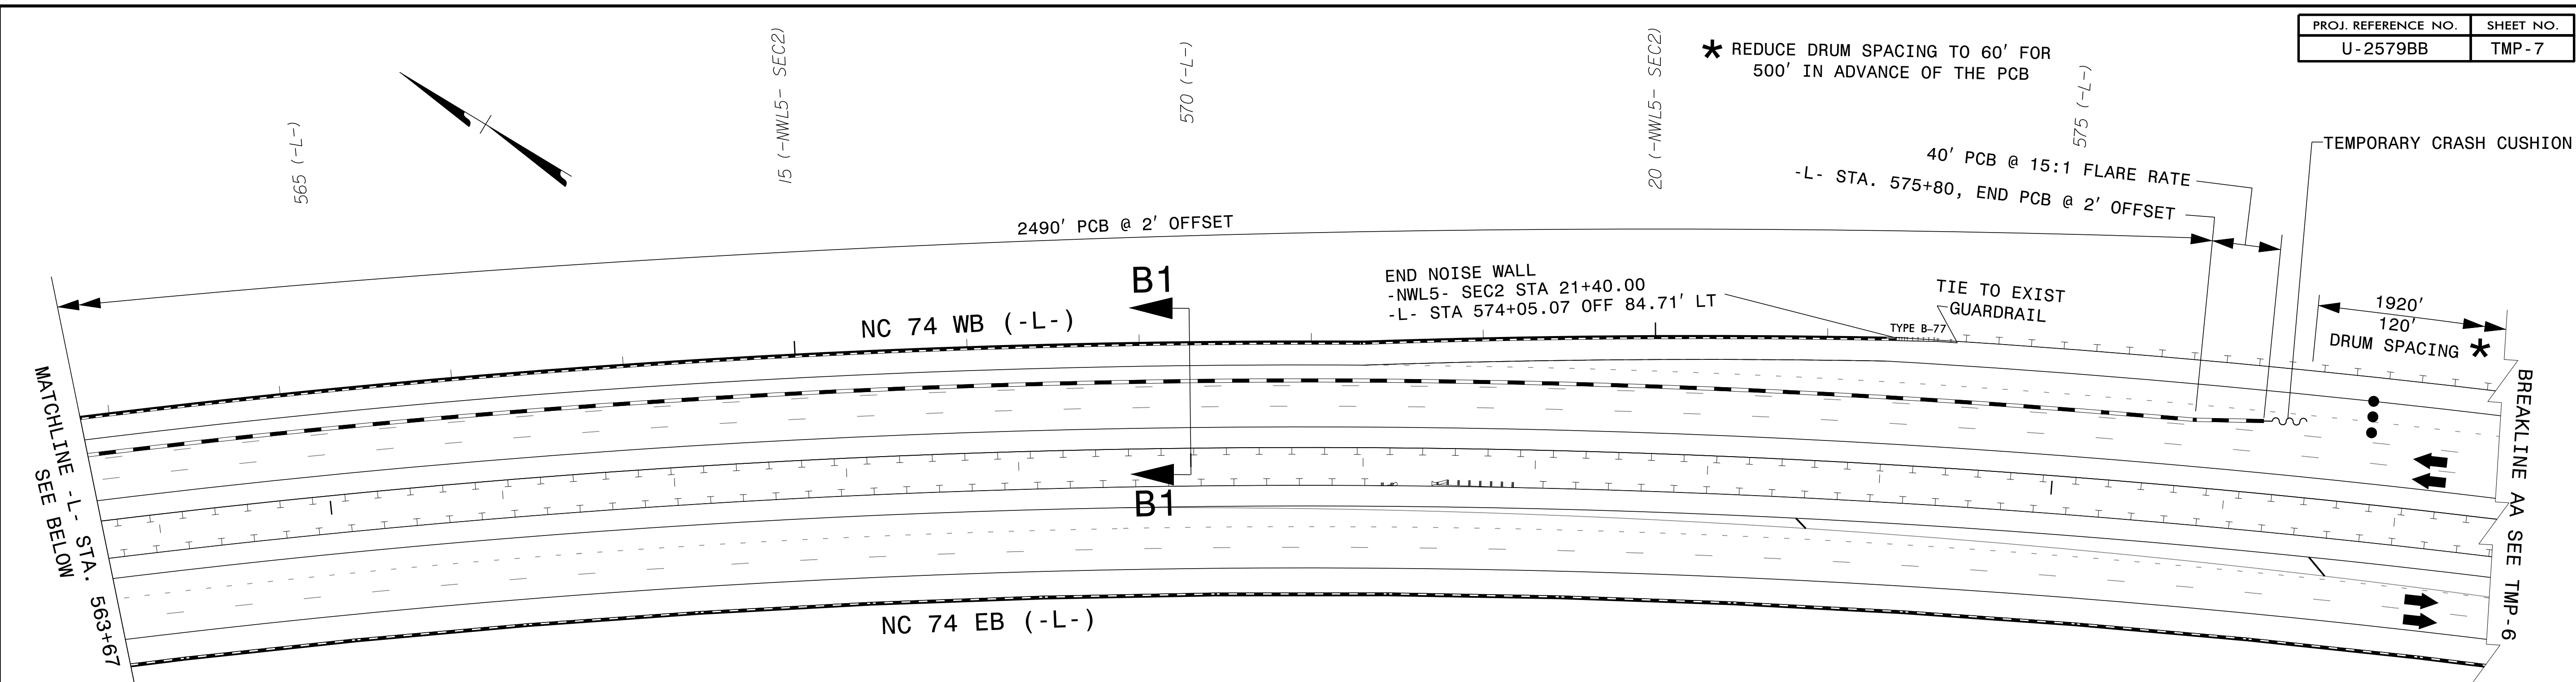 PROJ. REFERENCE NO. SHEET NO.
U-2579BB TMP-7
565 (-L-)
15 (-NWL5- SEC2)
570 (-L-)
20 (-NWL5- SEC2)
575 (-L-)
* REDUCE DRUM SPACING TO 60' FOR
500' IN ADVANCE OF THE PCB
TEMPORARY CRASH CUSHION
40' PCB @ 15:1 FLARE RATE
-L- STA. 575+80, END PCB @ 2' OFFSET
2490' PCB @ 2' OFFSET
B1
NC 74 WB (-L-)
END NOISE WALL
-NWL5- SEC2 STA 21+40.00
-L- STA 574+05.07 OFF 84.71' LT
TYPE B-77
TIE TO EXIST
GUARDRAIL
1920'
120'
DRUM SPACING *
MATCHLINE -L- STA. 563+67
SEE BELOW
B1
NC 74 EB (-L-)
BREAKLINE AA SEE TMP-6